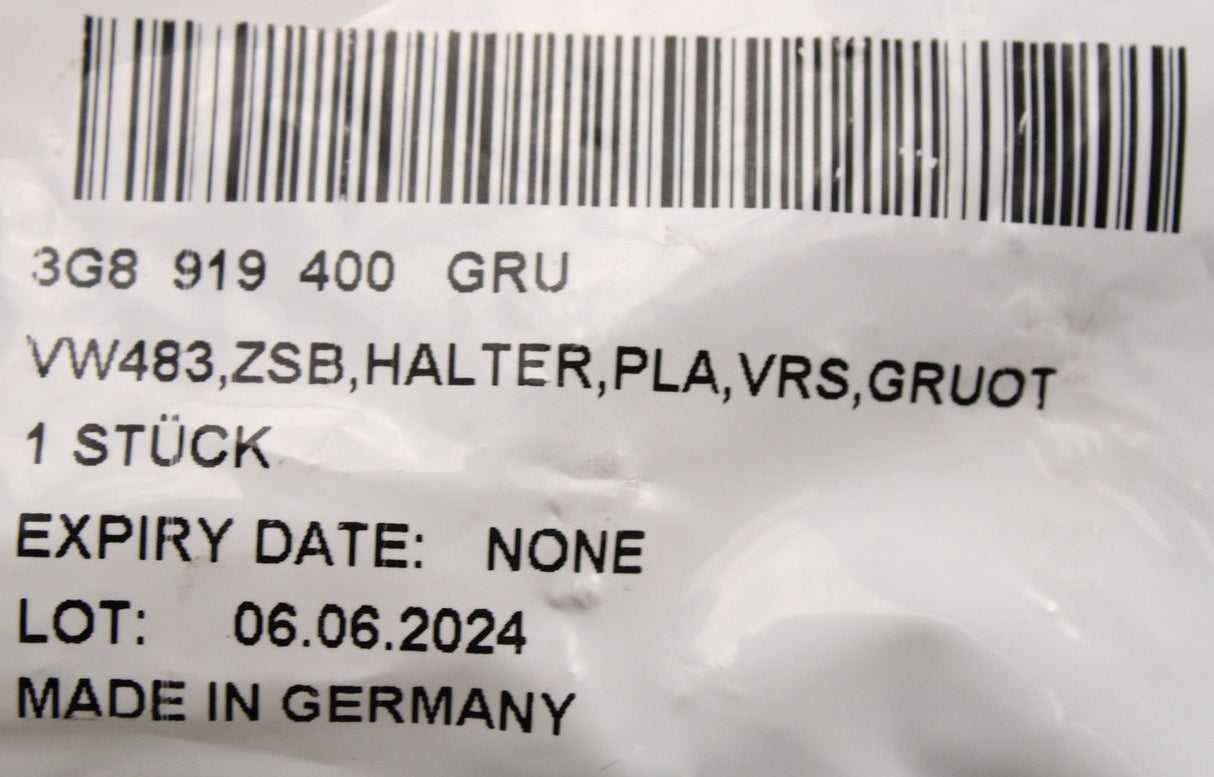 3G8 919 400 GRU
VW483,ZSB,HALTER,PLA,VRS,GRUOT
1 STÜCK
EXPIRY DATE: NONE
LOT: 06.06.2024
MADE IN GERMANY